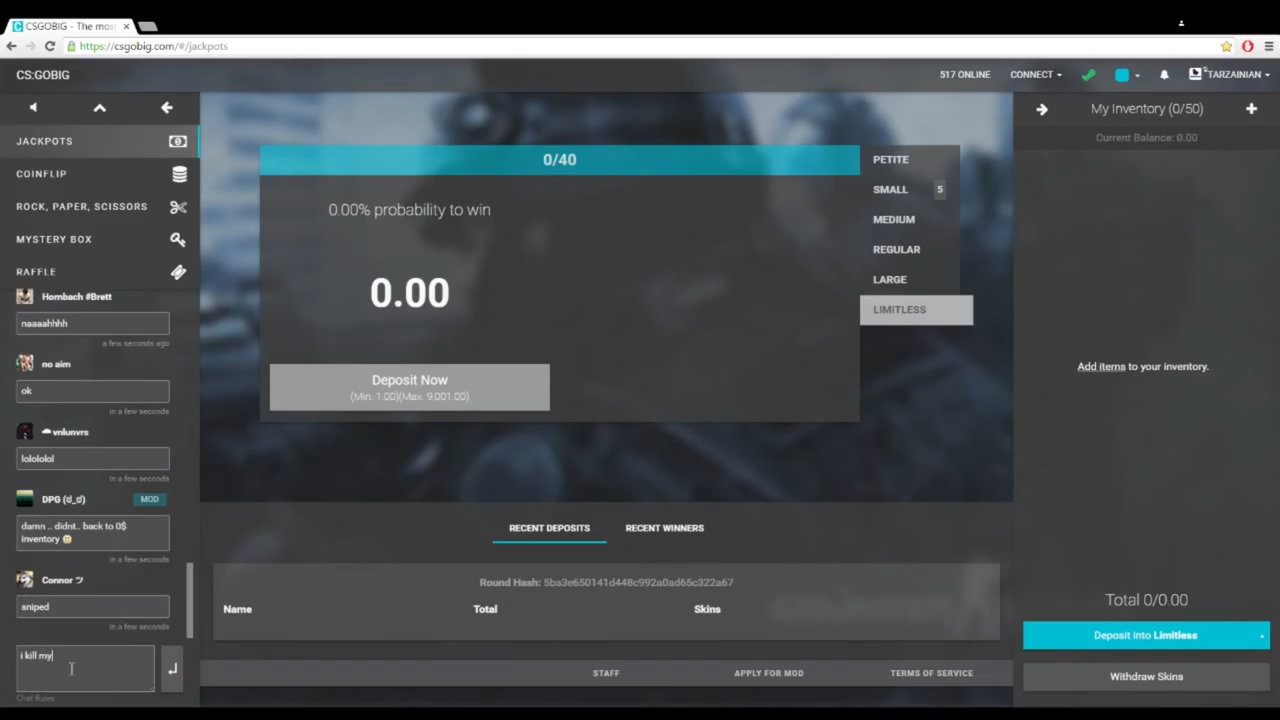 CSGOBIG - The mos
https://csgobig.com/#/jackpots
CS:GOBIG
517 ONLINE
CONNECT
TARZAINIAN
JACKPOTS
COINFLIP
ROCK, PAPER, SCISSORS
MYSTERY BOX
RAFFLE
Hombach #Brett
naaaahhhh
a few seconds ago
no aim
ok
in a few seconds
vnlunvrs
lolololol
in a few seconds
DPG (d_d) MOD
damn .. didnt.. back to 0$
inventory
in a few seconds
Connor ツ
sniped
in a few seconds
i kill my
Chat Rules
0/40
0.00% probability to win
0.00
Deposit Now
(Min. 1.00)(Max. 9,001.00)
PETITE
SMALL 5
MEDIUM
REGULAR
LARGE
LIMITLESS
RECENT DEPOSITS RECENT WINNERS
Round Hash: 5ba3e650141d448c992a0ad65c322a67
Name Total Skins
STAFF APPLY FOR MOD TERMS OF SERVICE
My Inventory (0/50)
Current Balance: 0.00
Add items to your inventory.
Total 0/0.00
Deposit into Limitless
Withdraw Skins